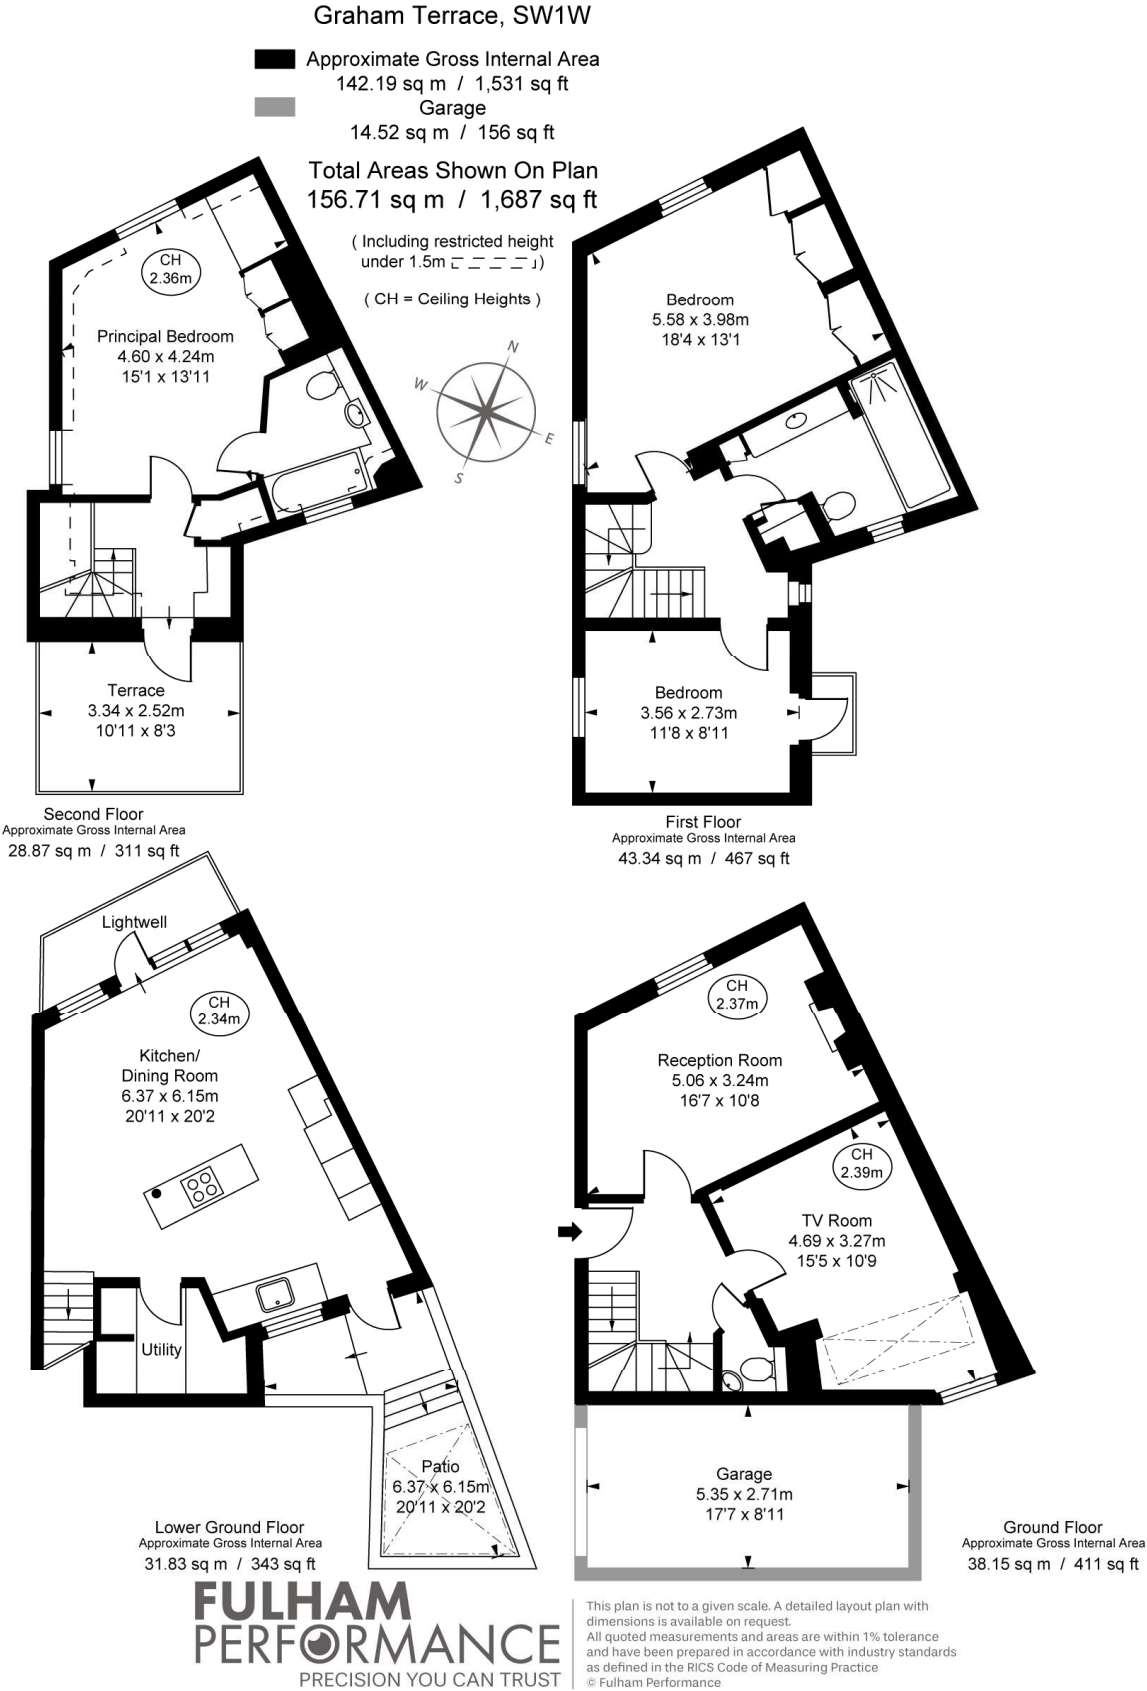 Graham Terrace, SW1W
Approximate Gross Internal Area
142.19 sq m / 1,531 sq ft
Garage
14.52 sq m / 156 sq ft
Total Areas Shown On Plan
156.71 sq m / 1,687 sq ft
( Including restricted height
under 1.5m )
( CH = Ceiling Heights )
N
W
E
S
CH
2.36m
Principal Bedroom
4.60 x 4.24m
15'1 x 13'11
Terrace
3.34 x 2.52m
10'11 x 8'3
Second Floor
Approximate Gross Internal Area
28.87 sq m / 311 sq ft
Bedroom
5.58 x 3.98m
18'4 x 13'1
Bedroom
3.56 x 2.73m
11'8 x 8'11
First Floor
Approximate Gross Internal Area
43.34 sq m / 467 sq ft
Lightwell
CH
2.34m
Kitchen/
Dining Room
6.37 x 6.15m
20'11 x 20'2
Utility
Patio
6.37 x 6.15m
20'11 x 20'2
Lower Ground Floor
Approximate Gross Internal Area
31.83 sq m / 343 sq ft
CH
2.37m
Reception Room
5.06 x 3.24m
16'7 x 10'8
CH
2.39m
TV Room
4.69 x 3.27m
15'5 x 10'9
Garage
5.35 x 2.71m
17'7 x 8'11
Ground Floor
Approximate Gross Internal Area
38.15 sq m / 411 sq ft
FULHAM
PERFORMANCE
PRECISION YOU CAN TRUST
This plan is not to a given scale. A detailed layout plan with
dimensions is available on request.
All quoted measurements and areas are within 1% tolerance
and have been prepared in accordance with industry standards
as defined in the RICS Code of Measuring Practice
© Fulham Performance